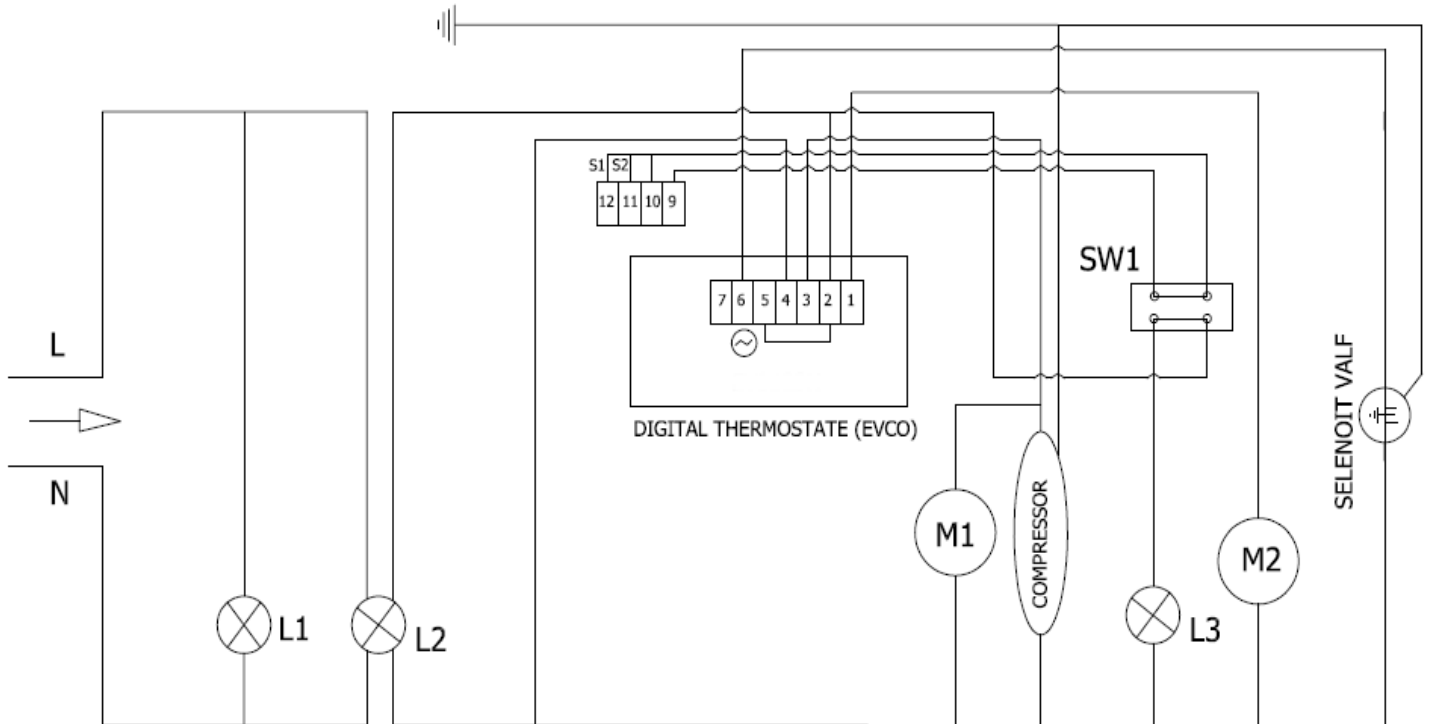 S1 S2
12 11 10 9
SW1
7 6 5 4 3 2 1
L
DIGITAL THERMOSTATE (EVCO)
SELENOIT VALF
N
M1
COMPRESSOR
M2
L1
L2
L3